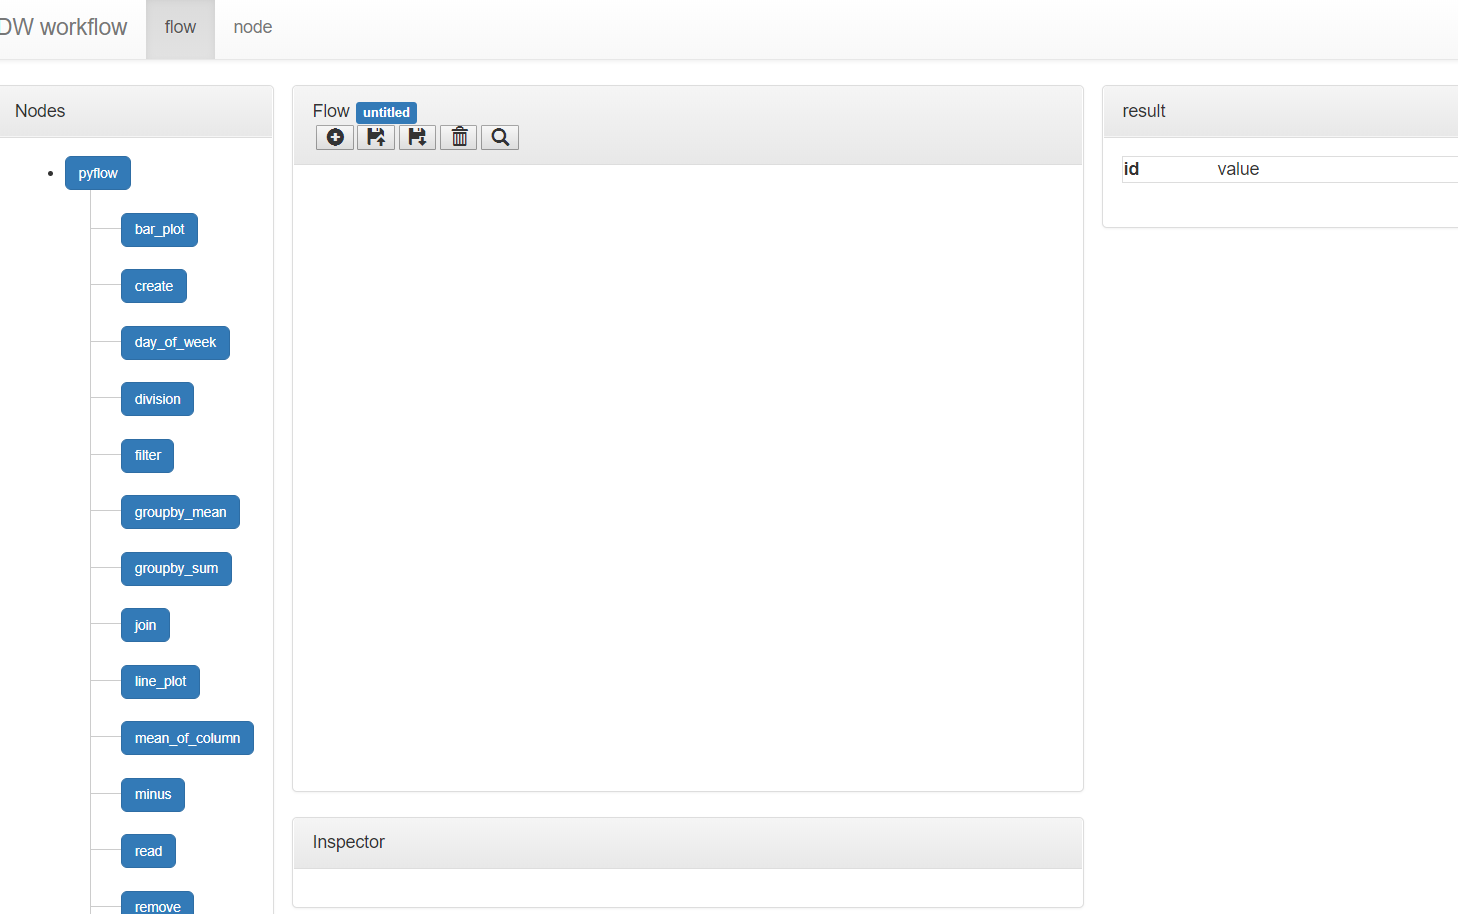 DW workflow flow node
Nodes
pyflow
bar_plot
create
day_of_week
division
filter
groupby_mean
groupby_sum
join
line_plot
mean_of_column
minus
read
remove
Flow untitled
Inspector
result
id value